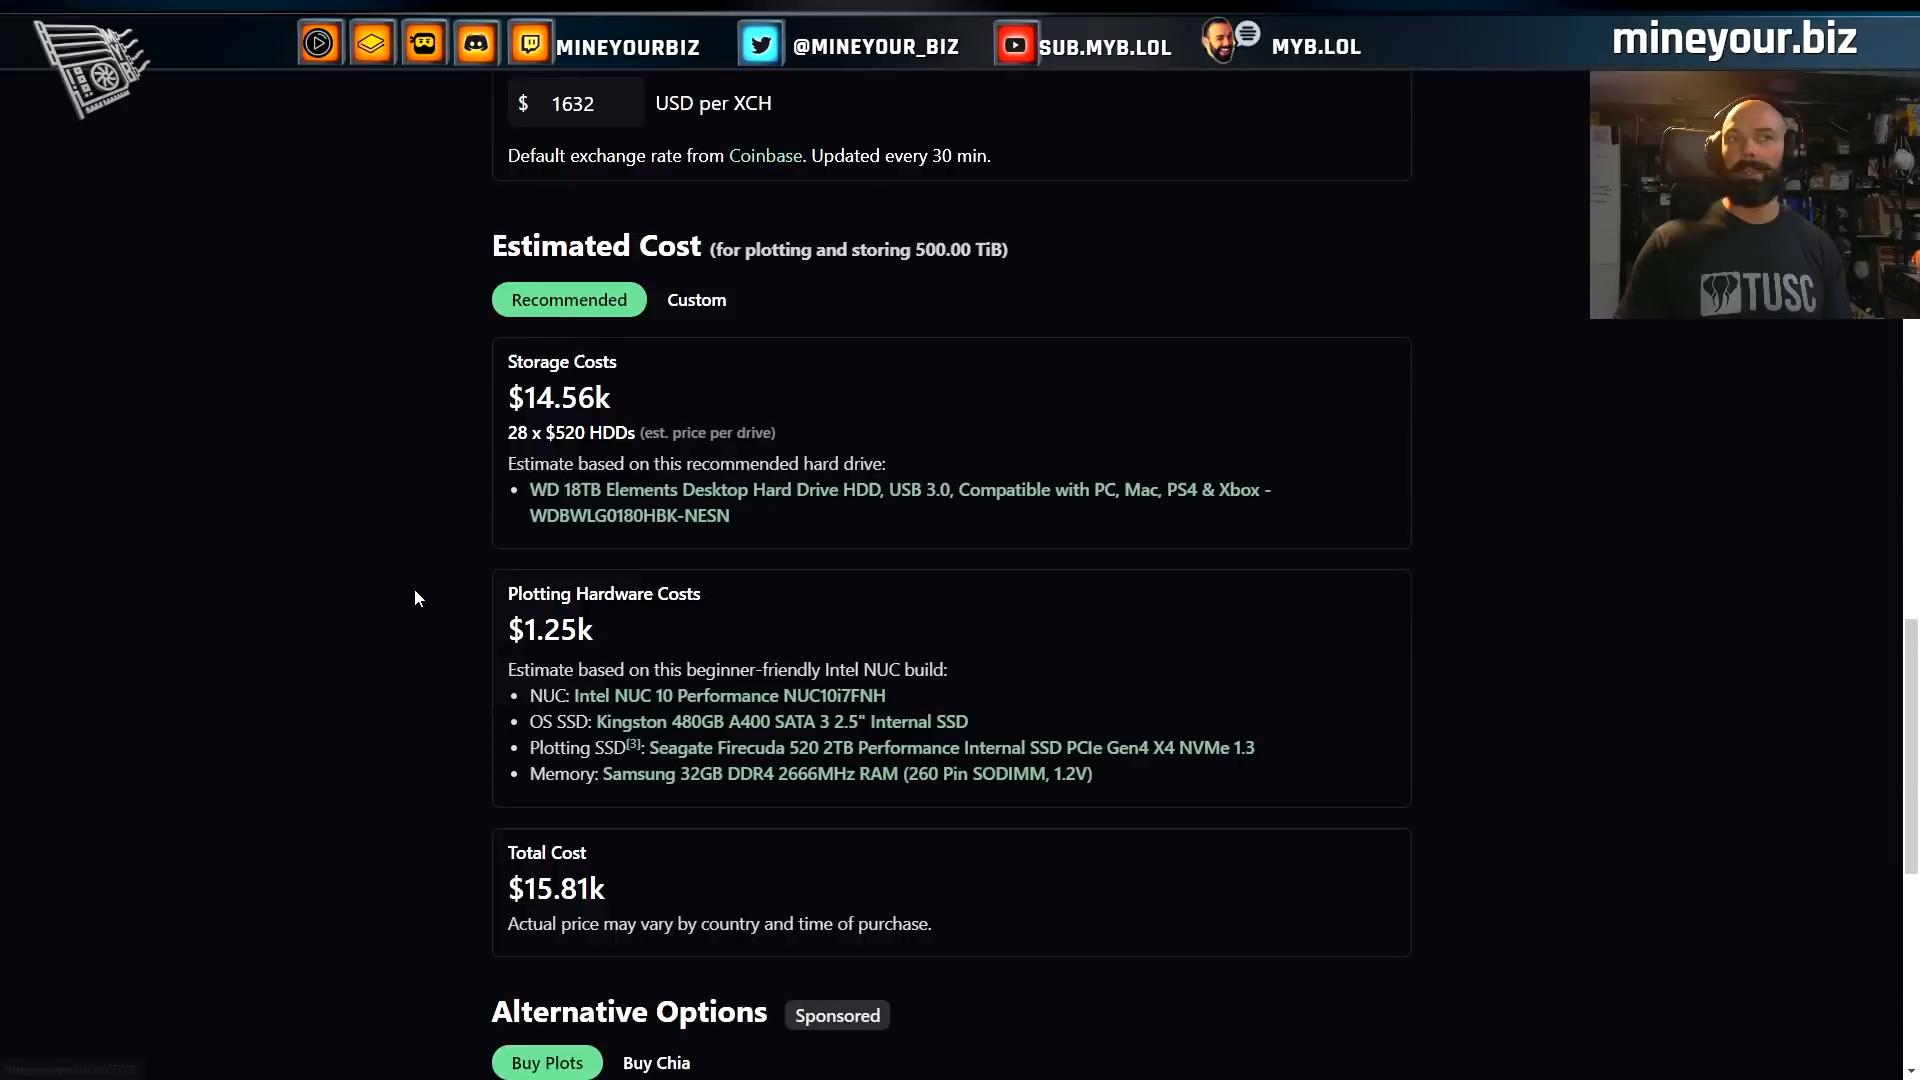 MINEYOURBIZ
@MINEYOUR_BIZ
SUB.MYB.LOL
MYB.LOL
mineyour.biz
$ 1632 USD per XCH
Default exchange rate from Coinbase. Updated every 30 min.
Estimated Cost (for plotting and storing 500.00 TiB)
Recommended Custom
Storage Costs
$14.56k
28 x $520 HDDs (est. price per drive)
Estimate based on this recommended hard drive:
• WD 18TB Elements Desktop Hard Drive HDD, USB 3.0, Compatible with PC, Mac, PS4 & Xbox -
WDBWLG0180HBK-NESN
Plotting Hardware Costs
$1.25k
Estimate based on this beginner-friendly Intel NUC build:
• NUC: Intel NUC 10 Performance NUC10i7FNH
• OS SSD: Kingston 480GB A400 SATA 3 2.5" Internal SSD
• Plotting SSD[3]: Seagate Firecuda 520 2TB Performance Internal SSD PCIe Gen4 X4 NVMe 1.3
• Memory: Samsung 32GB DDR4 2666MHz RAM (260 Pin SODIMM, 1.2V)
Total Cost
$15.81k
Actual price may vary by country and time of purchase.
Alternative Options Sponsored
Buy Plots Buy Chia
TUSC